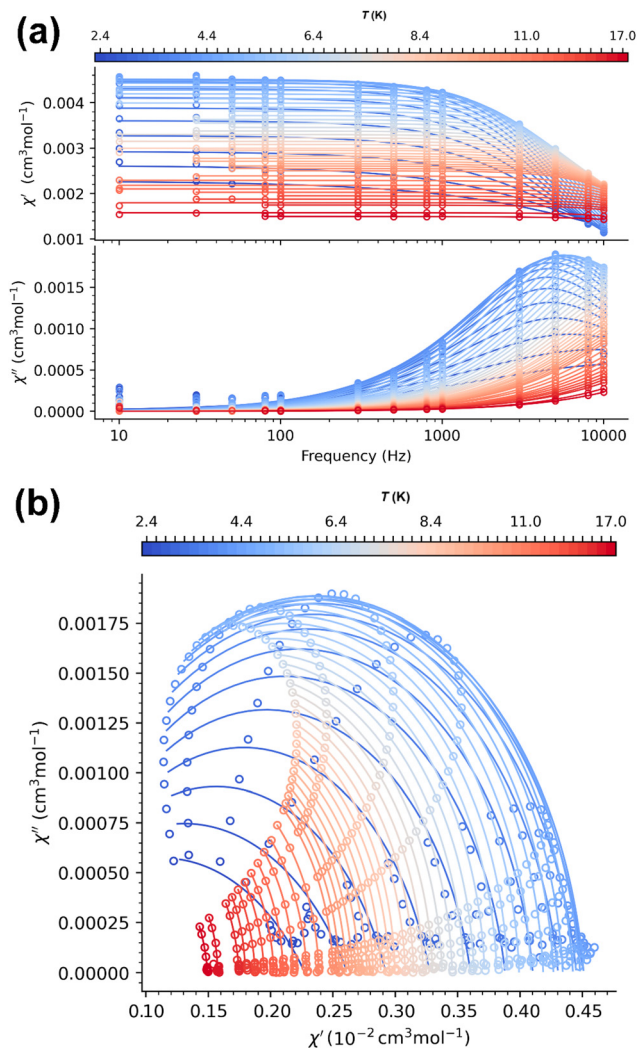 (a)
T (K)
2.4 4.4 6.4 8.4 11.0 17.0
χ′ (cm³mol⁻¹)
0.004
0.003
0.002
0.001
10 100 1000 10000
χ″ (cm³mol⁻¹)
0.0015
0.0010
0.0005
0.0000
10 100 1000 10000
Frequency (Hz)
(b)
T (K)
2.4 4.4 6.4 8.4 11.0 17.0
χ″ (cm³mol⁻¹)
0.00175
0.00150
0.00125
0.00100
0.00075
0.00050
0.00025
0.00000
0.10 0.15 0.20 0.25 0.30 0.35 0.40 0.45
χ′ (10⁻² cm³mol⁻¹)